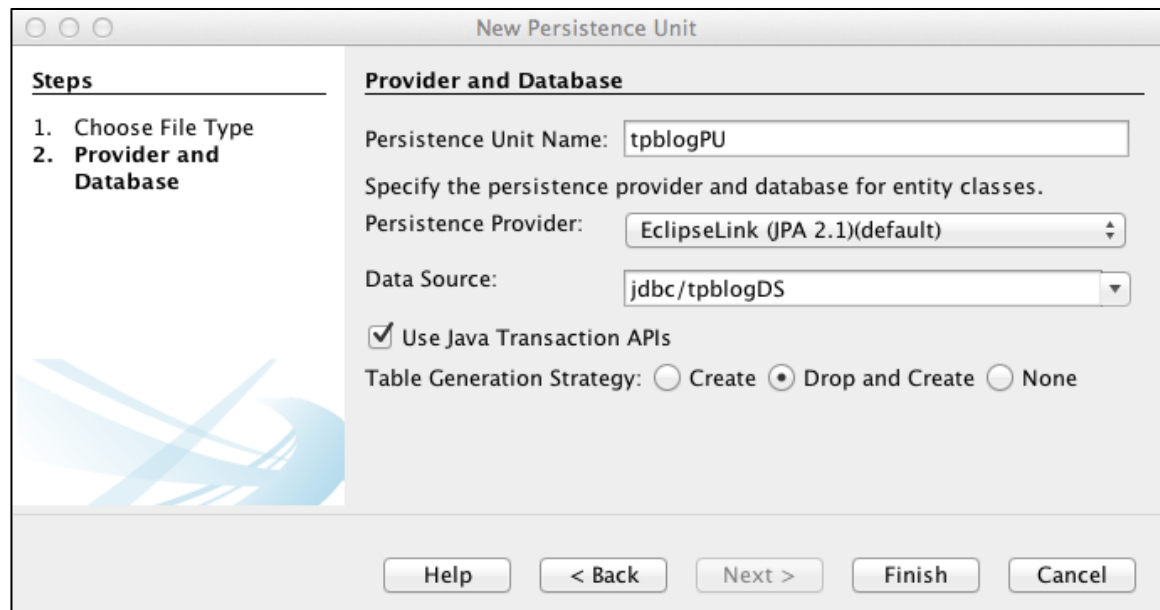 New Persistence Unit
Steps
1. Choose File Type
2. Provider and
Database
Provider and Database
Persistence Unit Name: tpblogPU
Specify the persistence provider and database for entity classes.
Persistence Provider: EclipseLink (JPA 2.1)(default)
Data Source: jdbc/tpblogDS
Use Java Transaction APIs
Table Generation Strategy: Create Drop and Create None
Help < Back Next > Finish Cancel